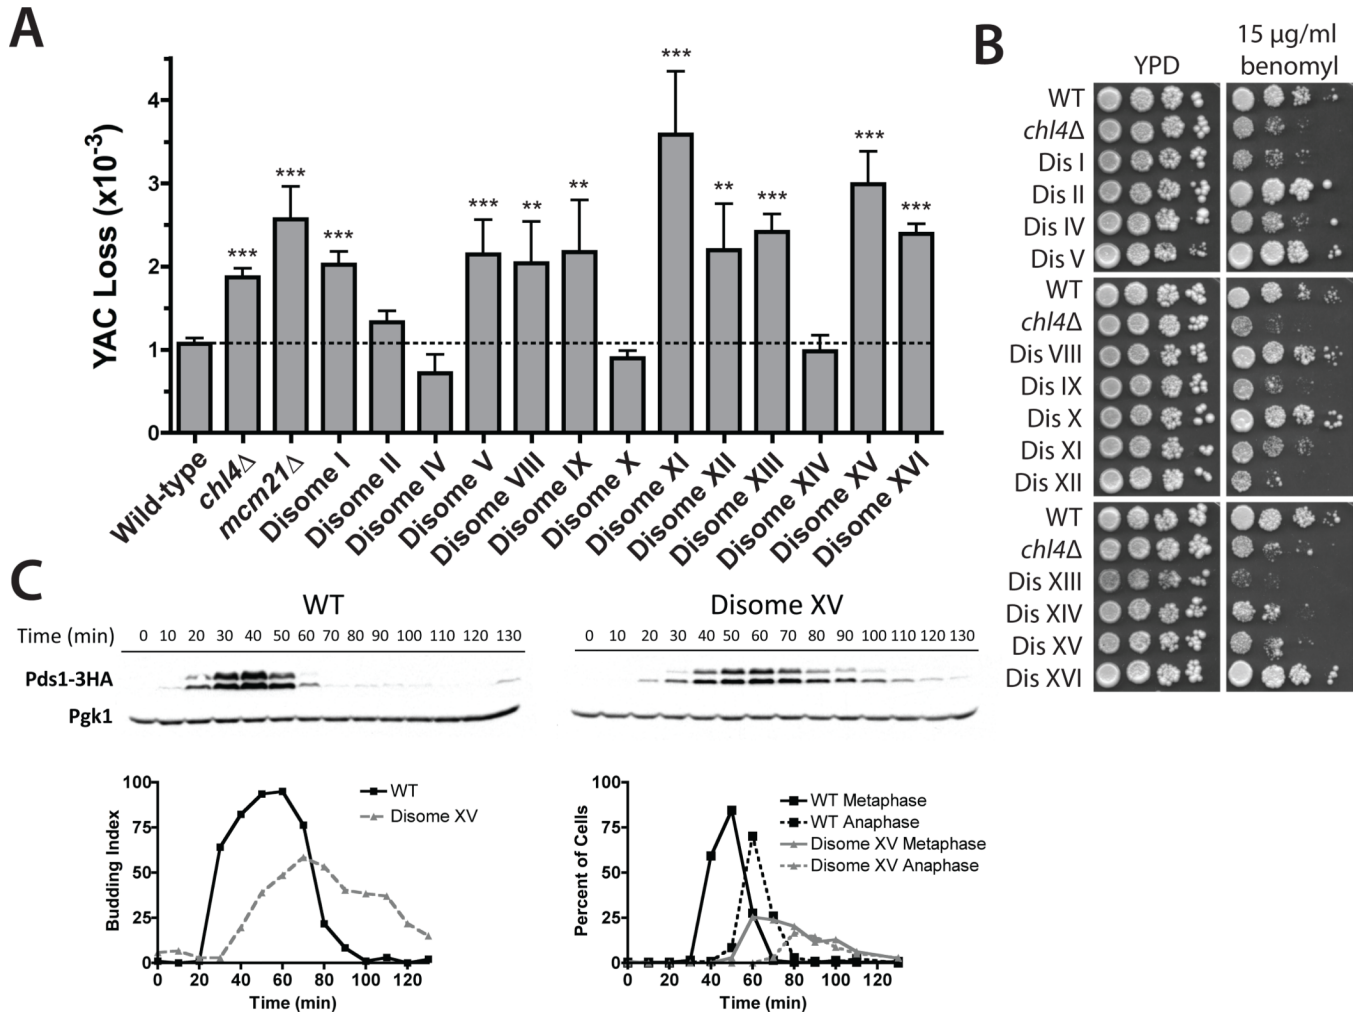 A
YAC Loss (x10⁻³)
4
3
2
1
0
***
***
***
***
**
**
***
**
***
***
***
Wild-type
chl4Δ
mcm21Δ
Disome I
Disome II
Disome IV
Disome V
Disome VIII
Disome IX
Disome X
Disome XI
Disome XII
Disome XIII
Disome XIV
Disome XV
Disome XVI
B
YPD
15 µg/ml
benomyl
WT
chl4Δ
Dis I
Dis II
Dis IV
Dis V
WT
chl4Δ
Dis VIII
Dis IX
Dis X
Dis XI
Dis XII
WT
chl4Δ
Dis XIII
Dis XIV
Dis XV
Dis XVI
C
WT
Disome XV
Time (min) 0 10 20 30 40 50 60 70 80 90 100 110 130
0 10 20 30 40 50 60 70 90 100 110 120 130
Pds1-3HA
Pgk1
Budding Index
100
75
50
25
0
0 20 40 60 80 100 120
Time (min)
WT
Disome XV
Percent of Cells
100
75
50
25
0
0 20 40 60 80 100 120
Time (min)
WT Metaphase
WT Anaphase
Disome XV Metaphase
Disome XV Anaphase